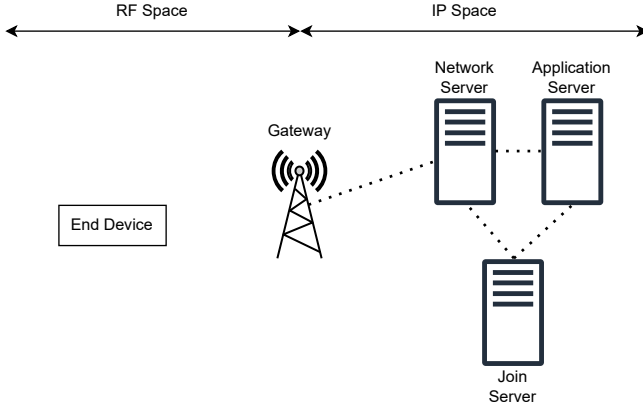 RF Space
IP Space
Network
Server
Application
Server
Gateway
End Device
Join
Server